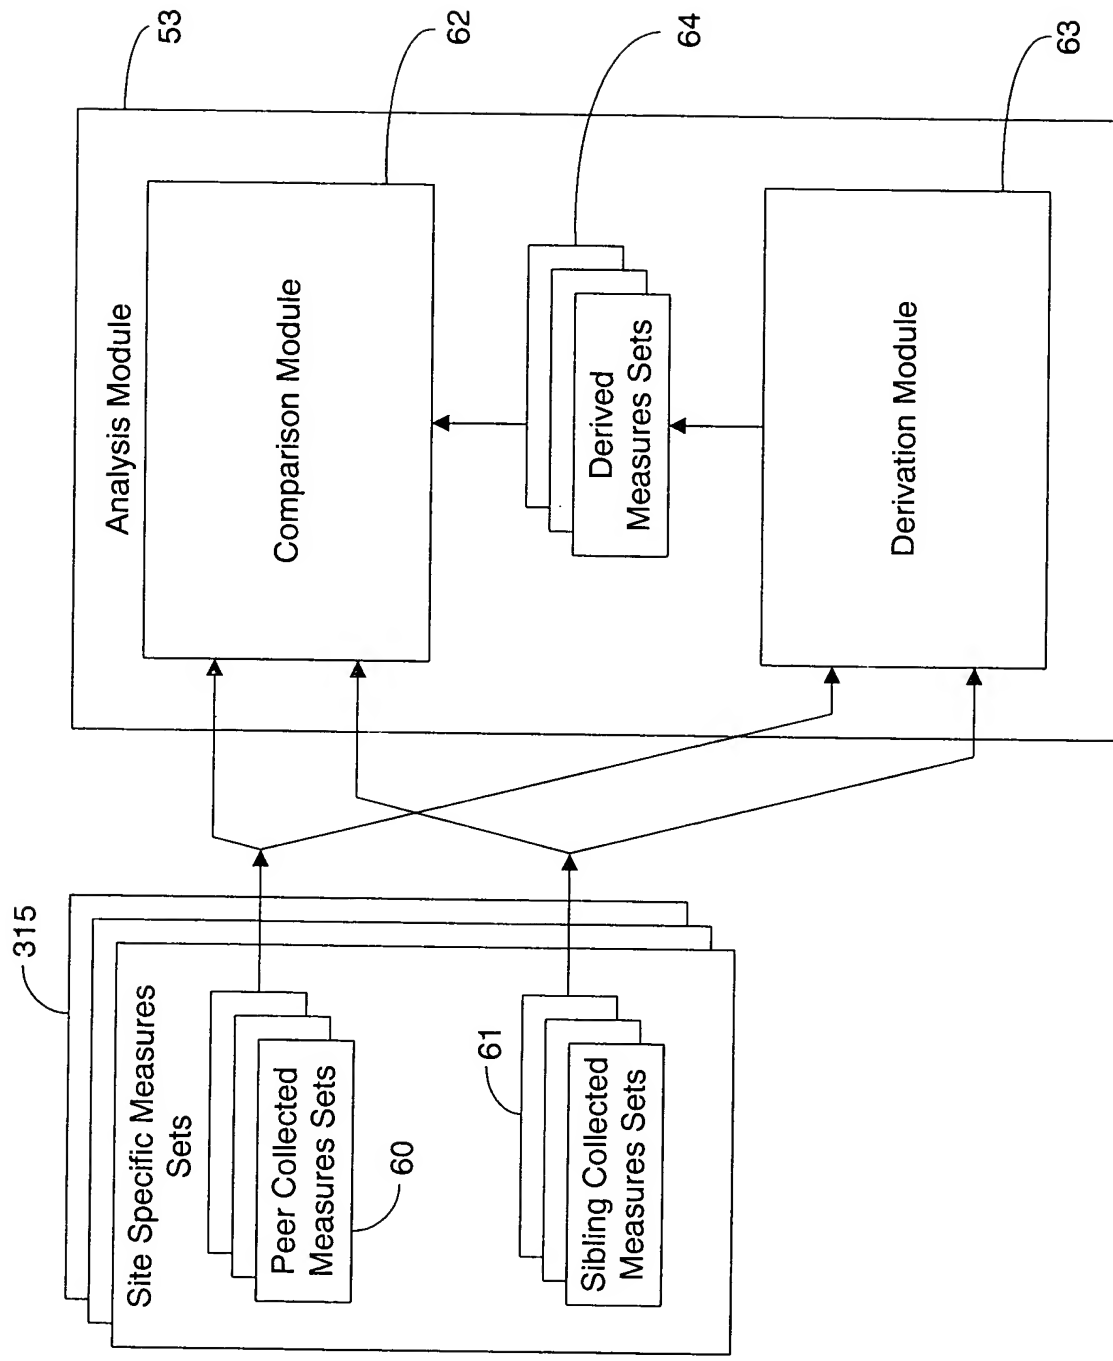 315
Site Specific Measures
Sets
Peer Collected
Measures Sets
60
61
Sibling Collected
Measures Sets
53
Analysis Module
Comparison Module
62
64
Derived
Measures Sets
Derivation Module
63